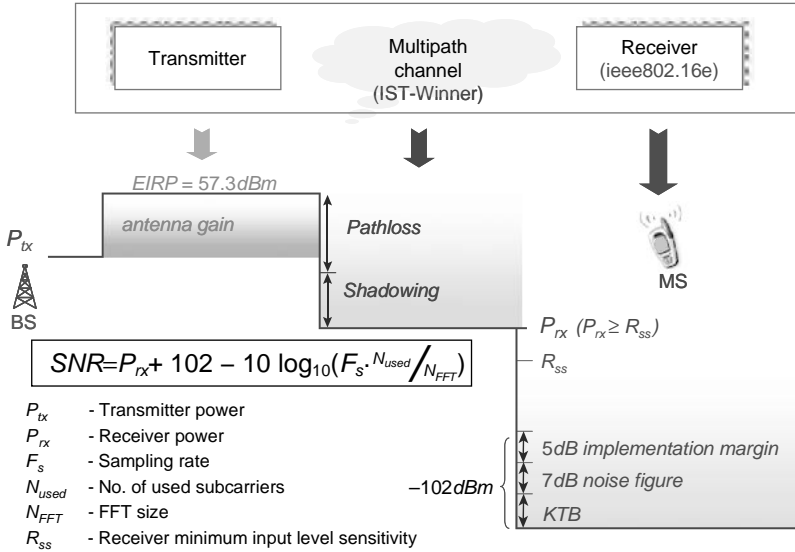 Transmitter
Multipath
channel
(IST-Winner)
Receiver
(ieee802.16e)
EIRP = 57.3dBm
antenna gain
Pathloss
P_tx
MS
Shadowing
BS
P_rx (P_rx ≥ R_ss)
SNR=P_rx+ 102 – 10 log_10(F_s·N_used/N_FFT)
R_ss
P_tx - Transmitter power
P_rx - Receiver power
F_s - Sampling rate
N_used - No. of used subcarriers
N_FFT - FFT size
R_ss - Receiver minimum input level sensitivity
–102dBm
5dB implementation margin
7dB noise figure
KTB